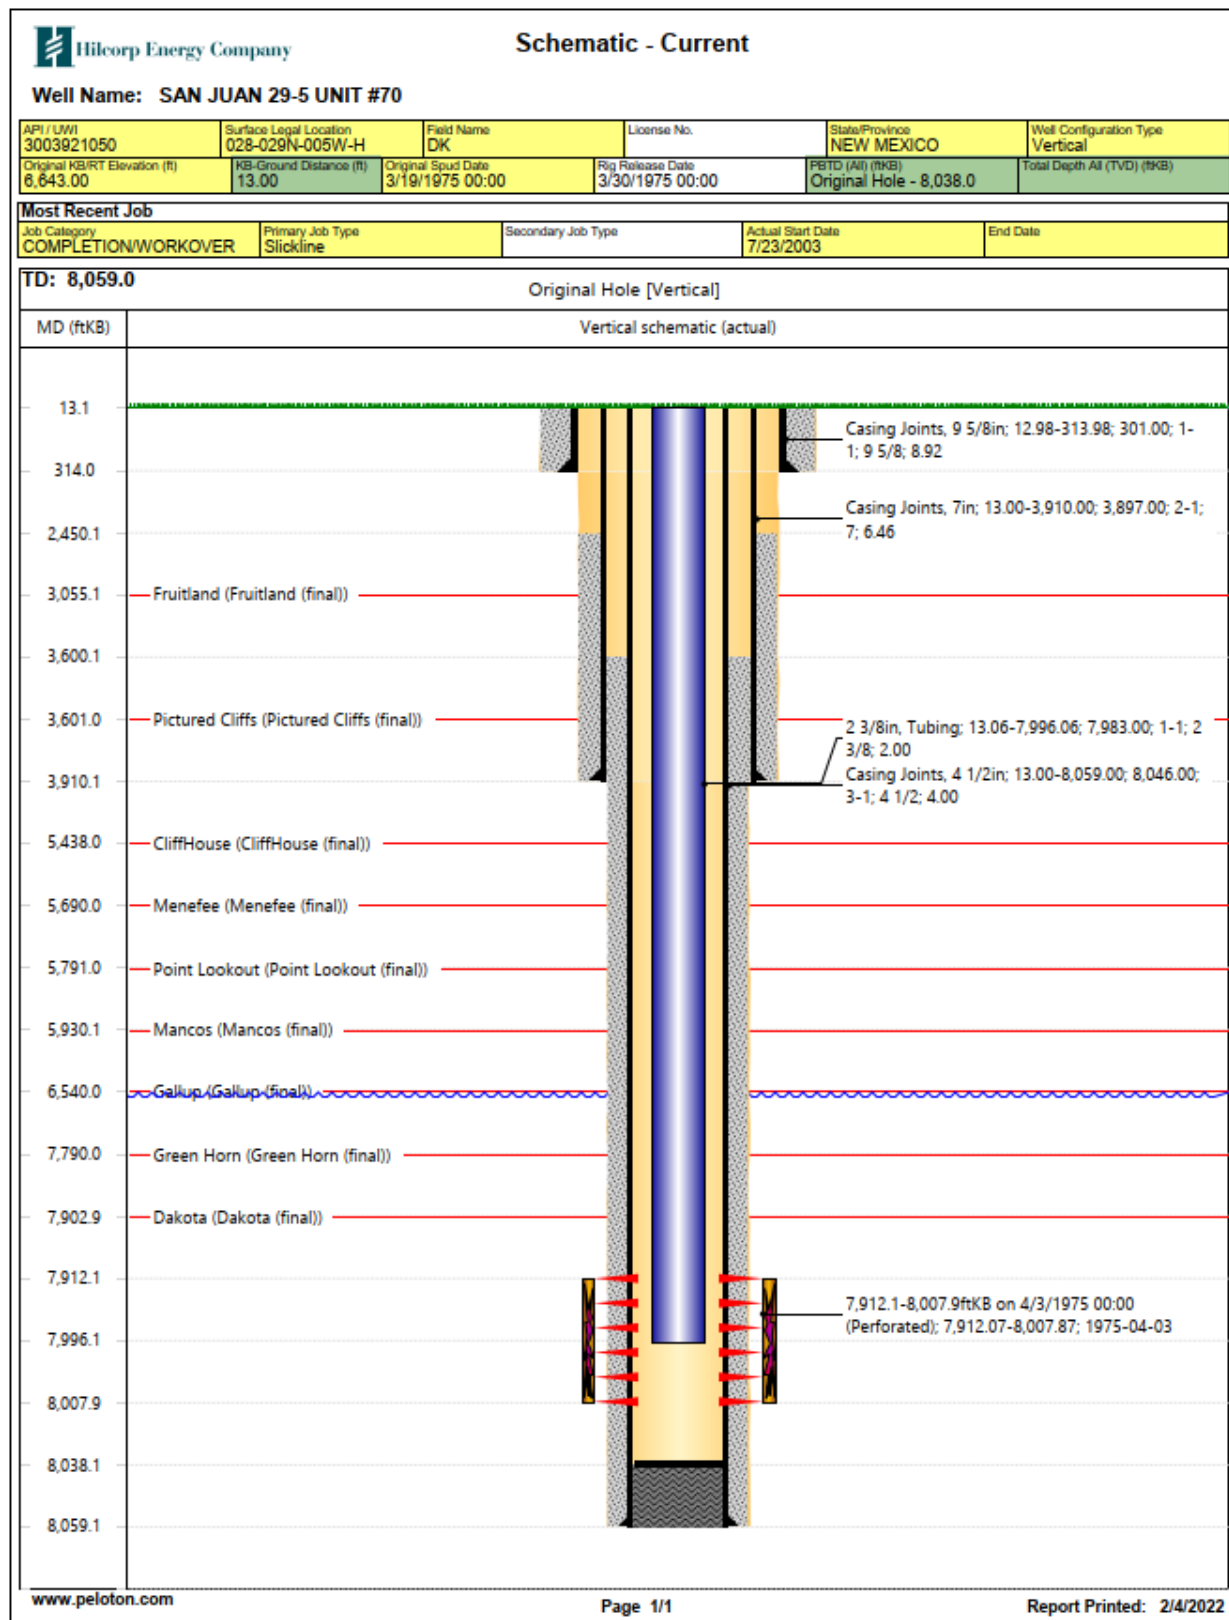 Hilcorp Energy Company
Schematic - Current
Well Name: SAN JUAN 29-5 UNIT #70
API / UWI
3003921050
Surface Legal Location
028-029N-005W-H
Field Name
DK
License No.
State/Province
NEW MEXICO
Well Configuration Type
Vertical
Original KB/RT Elevation (ft)
6,643.00
KB-Ground Distance (ft)
13.00
Original Spud Date
3/19/1975 00:00
Rig Release Date
3/30/1975 00:00
PBTD (All) (ftKB)
Original Hole - 8,038.0
Total Depth All (TVD) (ftKB)
Most Recent Job
Job Category
COMPLETION/WORKOVER
Primary Job Type
Slickline
Secondary Job Type
Actual Start Date
7/23/2003
End Date
TD: 8,059.0
Original Hole [Vertical]
MD (ftKB)
Vertical schematic (actual)
13.1
Casing Joints, 9 5/8in; 12.98-313.98; 301.00; 1-
1; 9 5/8; 8.92
314.0
Casing Joints, 7in; 13.00-3,910.00; 3,897.00; 2-1;
7; 6.46
2,450.1
3,055.1
Fruitland (Fruitland (final))
3,600.1
3,601.0
Pictured Cliffs (Pictured Cliffs (final))
2 3/8in, Tubing; 13.06-7,996.06; 7,983.00; 1-1; 2
3/8; 2.00
Casing Joints, 4 1/2in; 13.00-8,059.00; 8,046.00;
3-1; 4 1/2; 4.00
3,910.1
5,438.0
CliffHouse (CliffHouse (final))
5,690.0
Menefee (Menefee (final))
5,791.0
Point Lookout (Point Lookout (final))
5,930.1
Mancos (Mancos (final))
6,540.0
Gallup (Gallup (final))
7,790.0
Green Horn (Green Horn (final))
7,902.9
Dakota (Dakota (final))
7,912.1
7,912.1-8,007.9ftKB on 4/3/1975 00:00
(Perforated); 7,912.07-8,007.87; 1975-04-03
7,996.1
8,007.9
8,038.1
8,059.1
www.peloton.com
Page 1/1
Report Printed: 2/4/2022